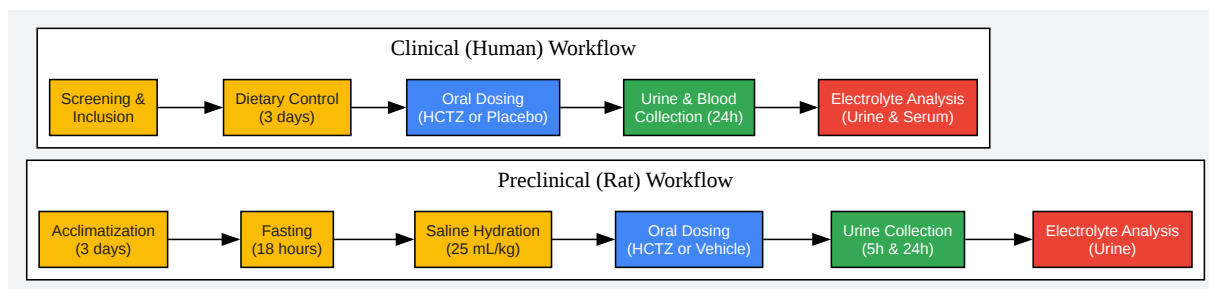 Clinical (Human) Workflow
Screening &
Inclusion
Dietary Control
(3 days)
Oral Dosing
(HCTZ or Placebo)
Urine & Blood
Collection (24h)
Electrolyte Analysis
(Urine & Serum)
Preclinical (Rat) Workflow
Acclimatization
(3 days)
Fasting
(18 hours)
Saline Hydration
(25 mL/kg)
Oral Dosing
(HCTZ or Vehicle)
Urine Collection
(5h & 24h)
Electrolyte Analysis
(Urine)